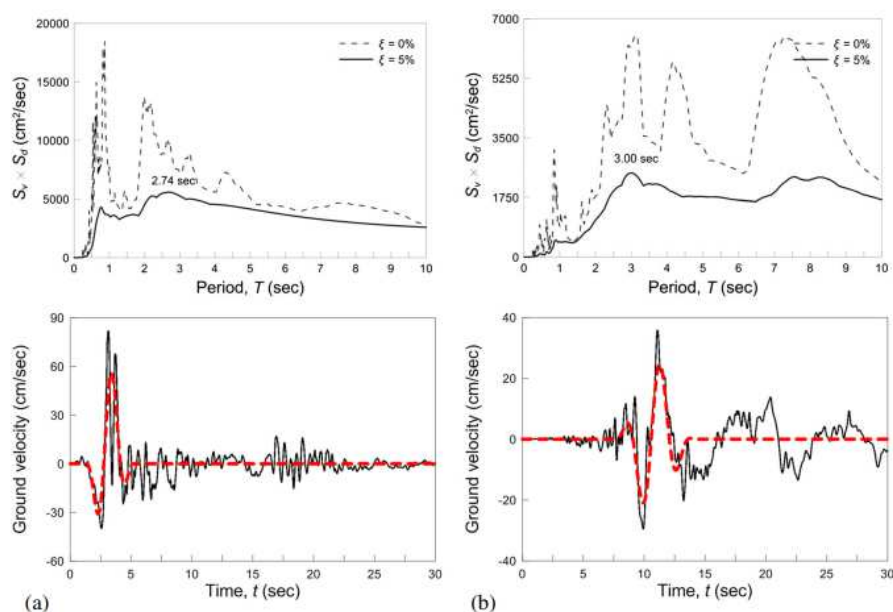 20000
15000
10000
5000
0
S_v × S_d (cm²/sec)
ξ = 0%
ξ = 5%
2.74 sec
0 1 2 3 4 5 6 7 8 9 10
Period, T (sec)
7000
5250
3500
1750
0
S_v × S_d (cm²/sec)
ξ = 0%
ξ = 5%
3.00 sec
0 1 2 3 4 5 6 7 8 9 10
Period, T (sec)
90
60
30
0
-30
-60
Ground velocity (cm/sec)
0 5 10 15 20 25 30
Time, t (sec)
(a)
40
20
0
-20
-40
Ground velocity (cm/sec)
0 5 10 15 20 25 30
Time, t (sec)
(b)